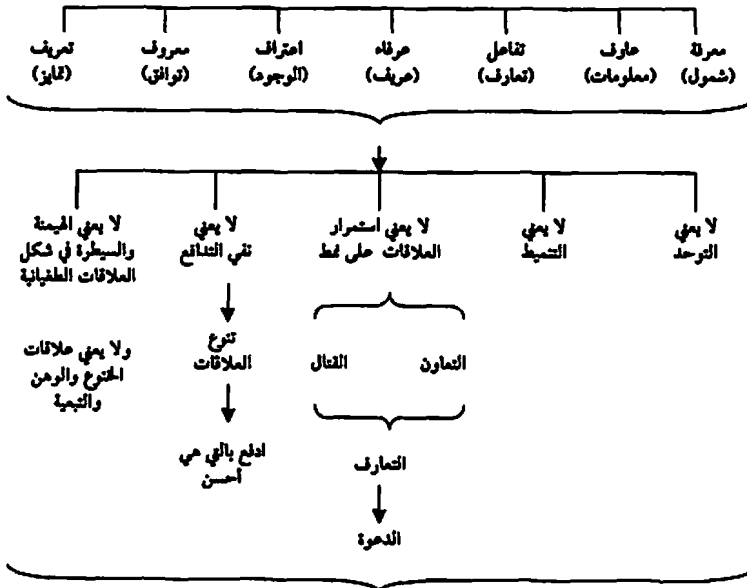 معرفة
(شمول)
عارف
(معلومات)
تفاعل
(تعارف)
عرفاء
(عريف)
اعتراف
(الوجود)
معروف
(توافق)
تعريف
(تمايز)
لا يعني
التوحد
لا يعني
التنميط
لا يعني استمرار
العلاقات على نمط
التعاون
القتال
التعارف
الدعوة
لا يعني
نفي التدافع
تنوع
العلاقات
ادفع بالتي هي
أحسن
لا يعني الهيمنة
والسيطرة في شكل
العلاقات الطغيانية
ولا يعني علاقات
الخنوع والوهن
والتبعية